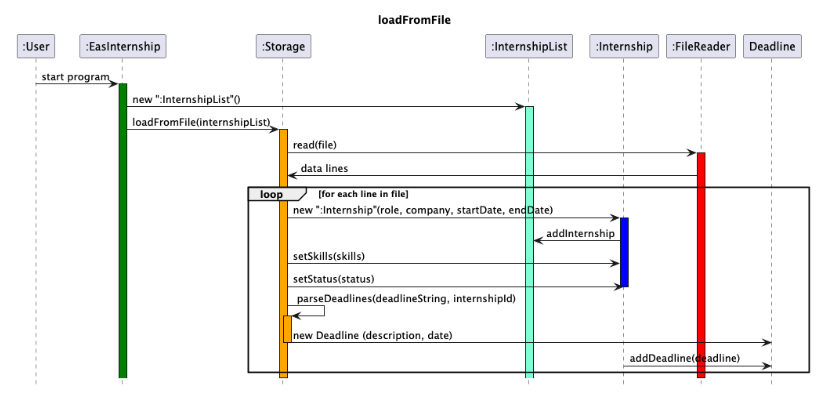 loadFromFile
:User
:EasInternship
:Storage
:InternshipList
:Internship
:FileReader
Deadline
start program
new ":InternshipList"()
loadFromFile(internshipList)
read(file)
data lines
loop
[for each line in file]
new ":Internship"(role, company, startDate, endDate)
addInternship
setSkills(skills)
setStatus(status)
parseDeadlines(deadlineString, internshipId)
new Deadline (description, date)
addDeadline(deadline)